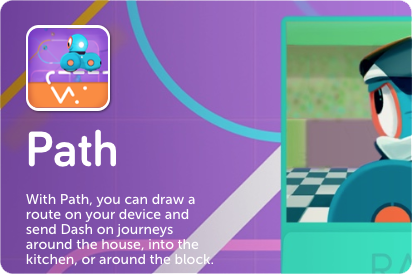 Path
With Path, you can draw a
route on your device and
send Dash on journeys
around the house, into the
kitchen, or around the block.
RA